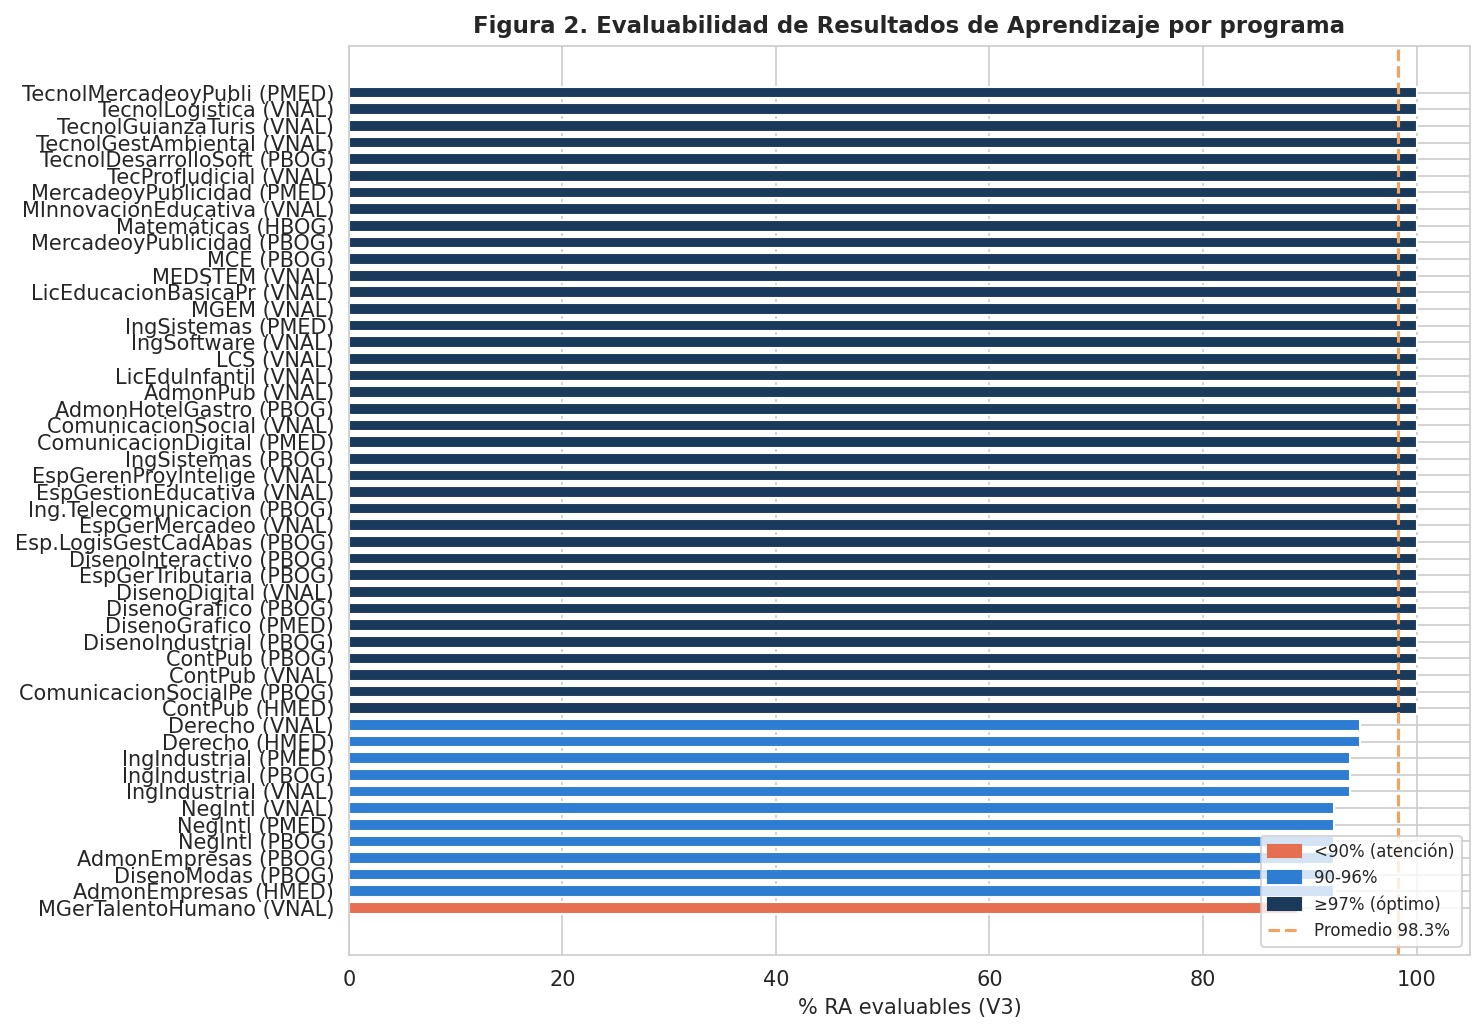 Figura 2. Evaluabilidad de Resultados de Aprendizaje por programa
TecnolMercadeoyPubli (PMED)
TecnolLogistica (VNAL)
TecnolGuianzaTuris (VNAL)
TecnolGestAmbiental (VNAL)
TecnolDesarrolloSoft (PBOG)
TecProfJudicial (VNAL)
MercadeoyPublicidad (PMED)
MInnovacionEducativa (VNAL)
Matemáticas (HBOG)
MercadeoyPublicidad (PBOG)
MCE (PBOG)
MEDSTEM (VNAL)
LicEducacionBasicaPr (VNAL)
MGEM (VNAL)
IngSistemas (PMED)
IngSoftware (VNAL)
LCS (VNAL)
LicEduInfantil (VNAL)
AdmonPub (VNAL)
AdmonHotelGastro (PBOG)
ComunicacionSocial (VNAL)
ComunicacionDigital (PMED)
IngSistemas (PBOG)
EspGerenProyIntelige (VNAL)
EspGestionEducativa (VNAL)
Ing.Telecomunicacion (PBOG)
EspGerMercadeo (VNAL)
Esp.LogisGestCadAbas (PBOG)
DisenoInteractivo (PBOG)
EspGerTributaria (PBOG)
DisenoDigital (VNAL)
DisenoGrafico (PBOG)
DisenoGrafico (PMED)
DisenoIndustrial (PBOG)
ContPub (PBOG)
ContPub (VNAL)
ComunicacionSocialPe (PBOG)
ContPub (HMED)
Derecho (VNAL)
Derecho (HMED)
IngIndustrial (PMED)
IngIndustrial (PBOG)
IngIndustrial (VNAL)
NegIntl (VNAL)
NegIntl (PMED)
NegIntl (PBOG)
AdmonEmpresas (PBOG)
DisenoModas (PBOG)
AdmonEmpresas (HMED)
MGerTalentoHumano (VNAL)
<90% (atención)
90-96%
≥97% (óptimo)
Promedio 98.3%
0 20 40 60 80 100
% RA evaluables (V3)